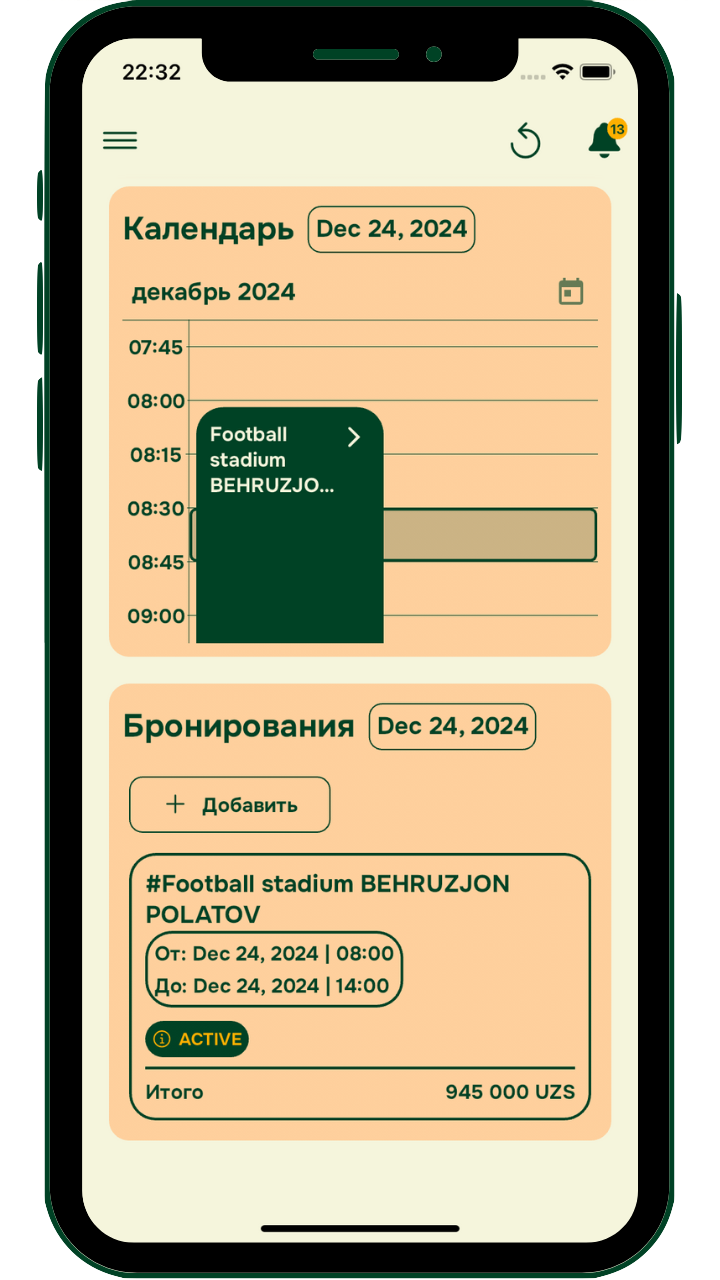 22:32
13
Календарь Dec 24, 2024
декабрь 2024
07:45
08:00
Football
stadium
BEHRUZJO...
08:15
08:30
08:45
09:00
Бронирования Dec 24, 2024
+ Добавить
#Football stadium BEHRUZJON
POLATOV
От: Dec 24, 2024 | 08:00
До: Dec 24, 2024 | 14:00
ACTIVE
Итого 945 000 UZS